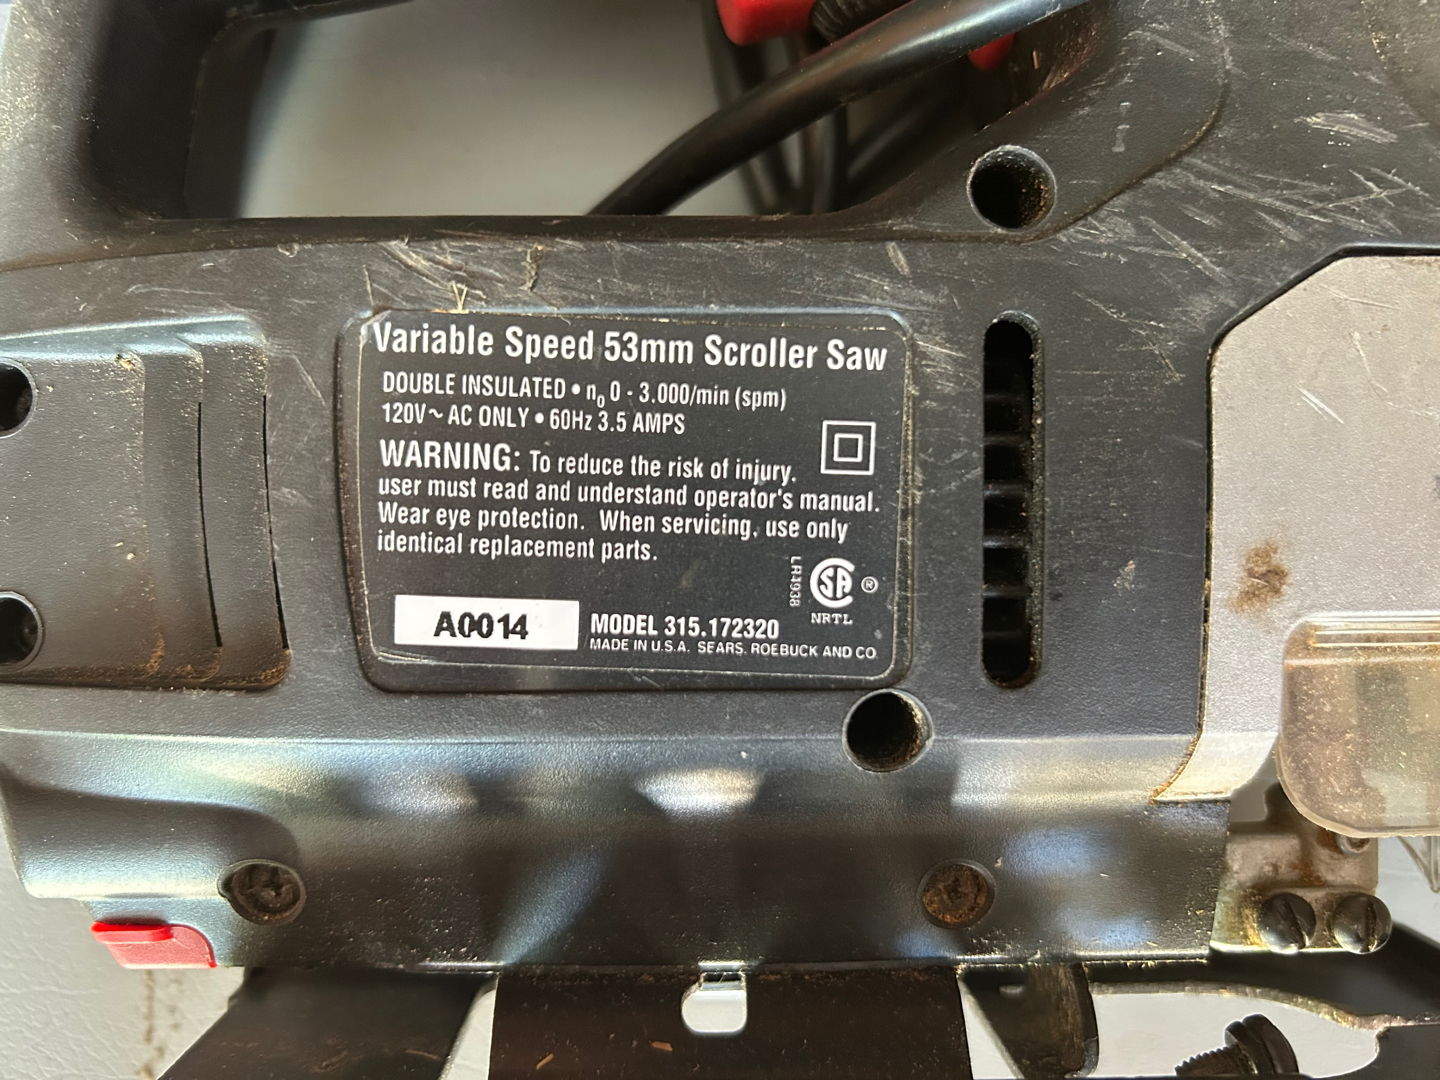 Variable Speed 53mm Scroller Saw
DOUBLE INSULATED • n₀ 0 - 3.000/min (spm)
120V~ AC ONLY • 60Hz 3.5 AMPS
WARNING: To reduce the risk of injury,
user must read and understand operator's manual.
Wear eye protection. When servicing, use only
identical replacement parts.
LR4938
SA ®
NRTL
A0014
MODEL 315.172320
MADE IN U.S.A. SEARS, ROEBUCK AND CO